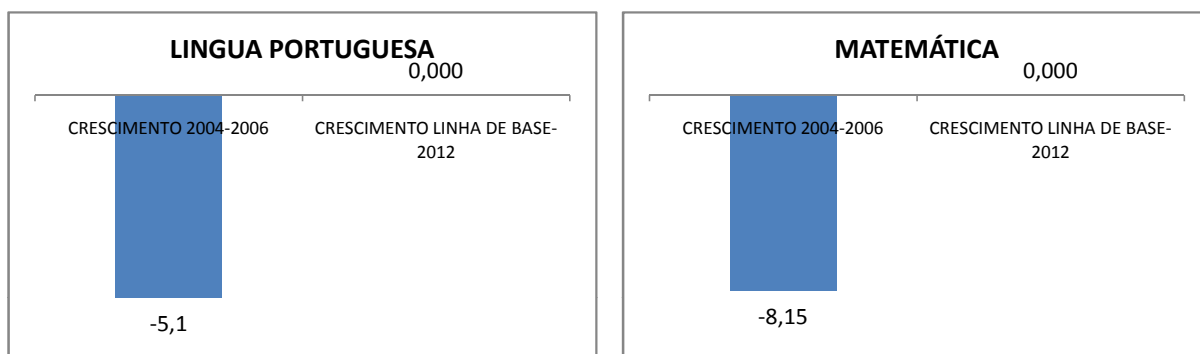 LINGUA PORTUGUESA
0,000
CRESCIMENTO 2004-2006
CRESCIMENTO LINHA DE BASE-
2012
-5,1
MATEMÁTICA
0,000
CRESCIMENTO 2004-2006
CRESCIMENTO LINHA DE BASE-
2012
-8,15